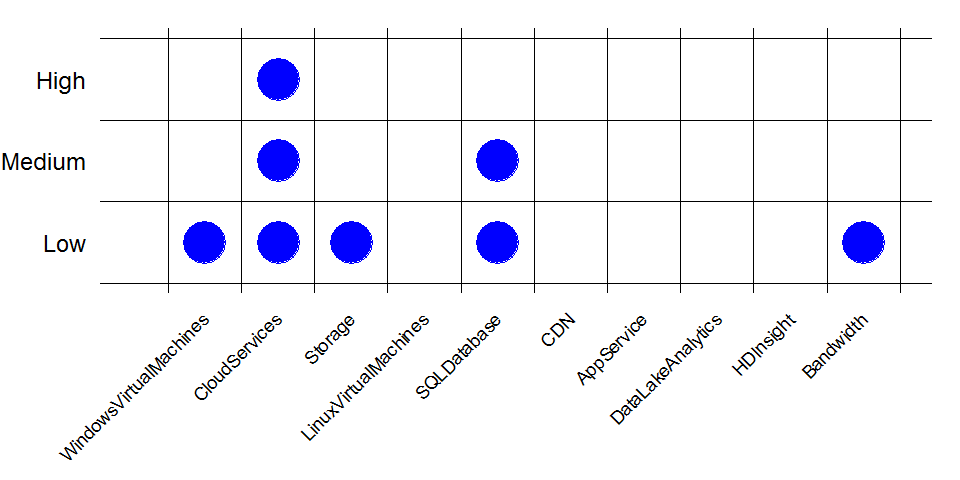 High
Medium
Low
WindowsVirtualMachines
CloudServices
Storage
LinuxVirtualMachines
SQLDatabase
CDN
AppService
DataLakeAnalytics
HDInsight
Bandwidth